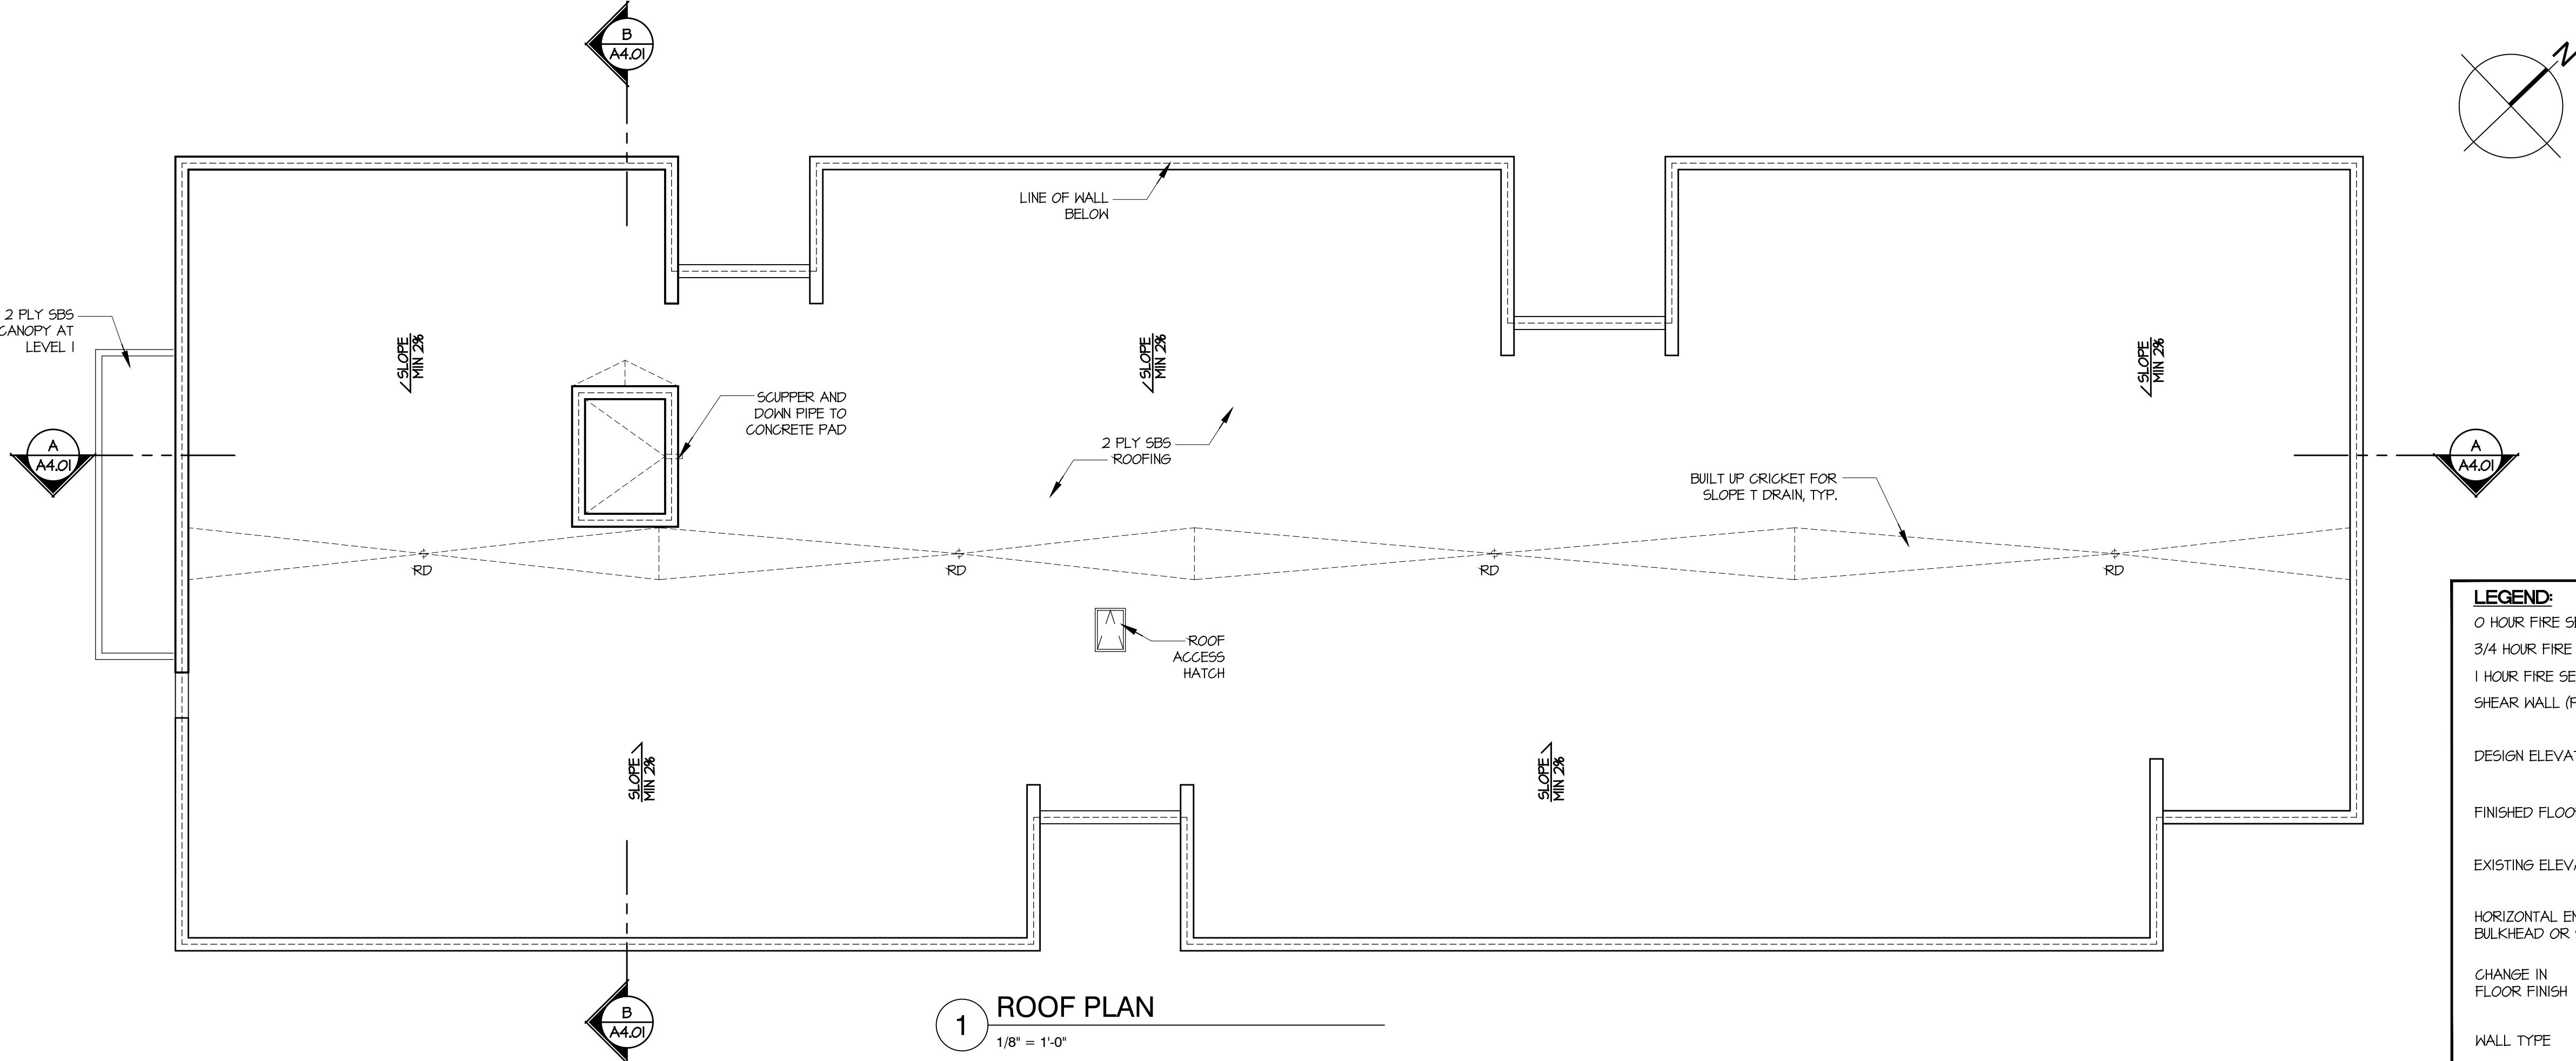 B
A4.01
N
LINE OF WALL
BELOW
2 PLY SBS
CANOPY AT
LEVEL 1
SLOPE
MIN 2%
SLOPE
MIN 2%
SLOPE
MIN 2%
SCUPPER AND
DOWN PIPE TO
CONCRETE PAD
2 PLY SBS
ROOFING
A
A4.01
A
A4.01
BUILT UP CRICKET FOR
SLOPE T DRAIN, TYP.
RD
RD
RD
RD
ROOF
ACCESS
HATCH
SLOPE
MIN 2%
SLOPE
MIN 2%
B
A4.01
1
ROOF PLAN
1/8" = 1'-0"
LEGEND:
0 HOUR FIRE
3/4 HOUR FIRE
1 HOUR FIRE
SHEAR WALL
DESIGN
FINISHED
EXISTING
HORIZONTAL
BULKHEAD OR
CHANGE IN
FLOOR FINISH
WALL TYPE